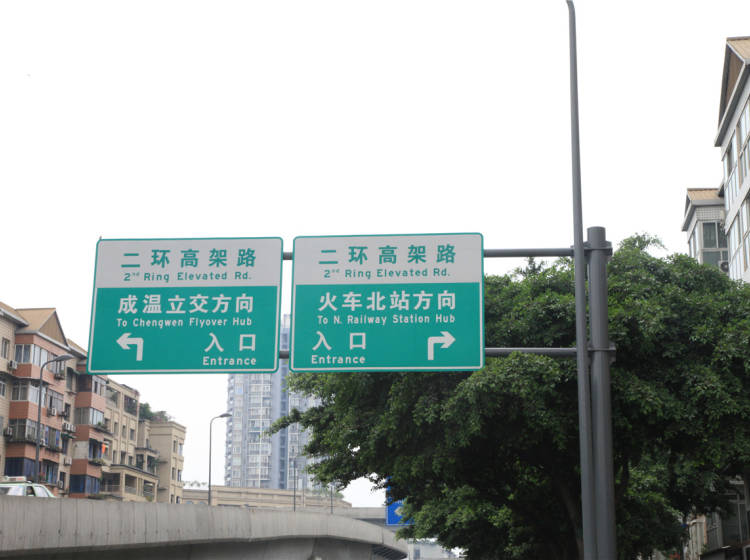 二环高架路
2nd Ring Elevated Rd.
成温立交方向
To Chengwen Flyover Hub
入口
Entrance
二环高架路
2nd Ring Elevated Rd.
火车北站方向
To N. Railway Station Hub
入口
Entrance